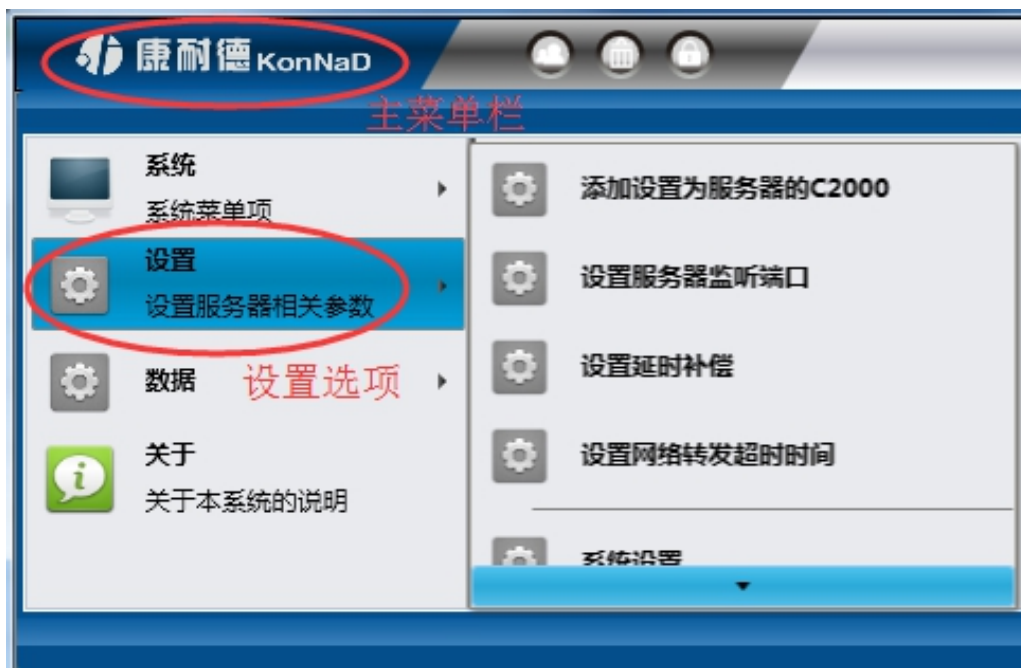 康耐德 KonNaD
主菜单栏
系统
系统菜单项
设置
设置服务器相关参数
数据
设置选项
关于
关于本系统的说明
添加设置为服务器的C2000
设置服务器监听端口
设置延时补偿
设置网络转发超时时间
系统设置